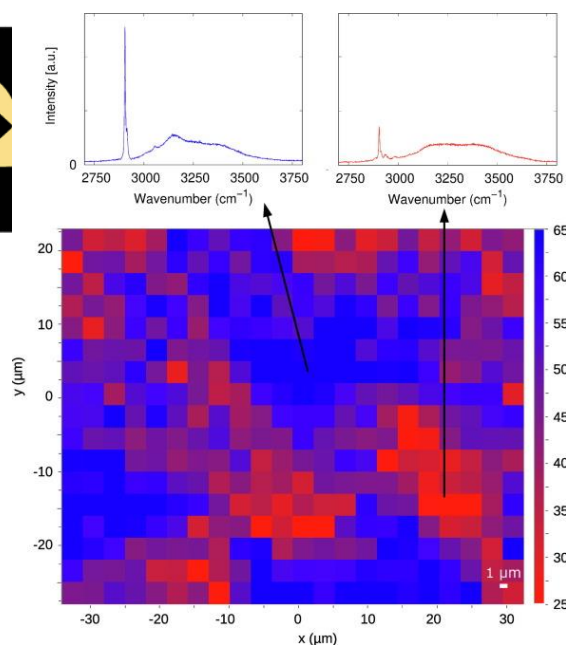 Intensity [a.u.]
0
2750 3000 3250 3500 3750
Wavenumber (cm⁻¹)
2750 3000 3250 3500 3750
Wavenumber (cm⁻¹)
20
10
0
-10
-20
y (µm)
-30 -20 -10 0 10 20 30
x (µm)
1 µm
65
60
55
50
45
40
35
30
25